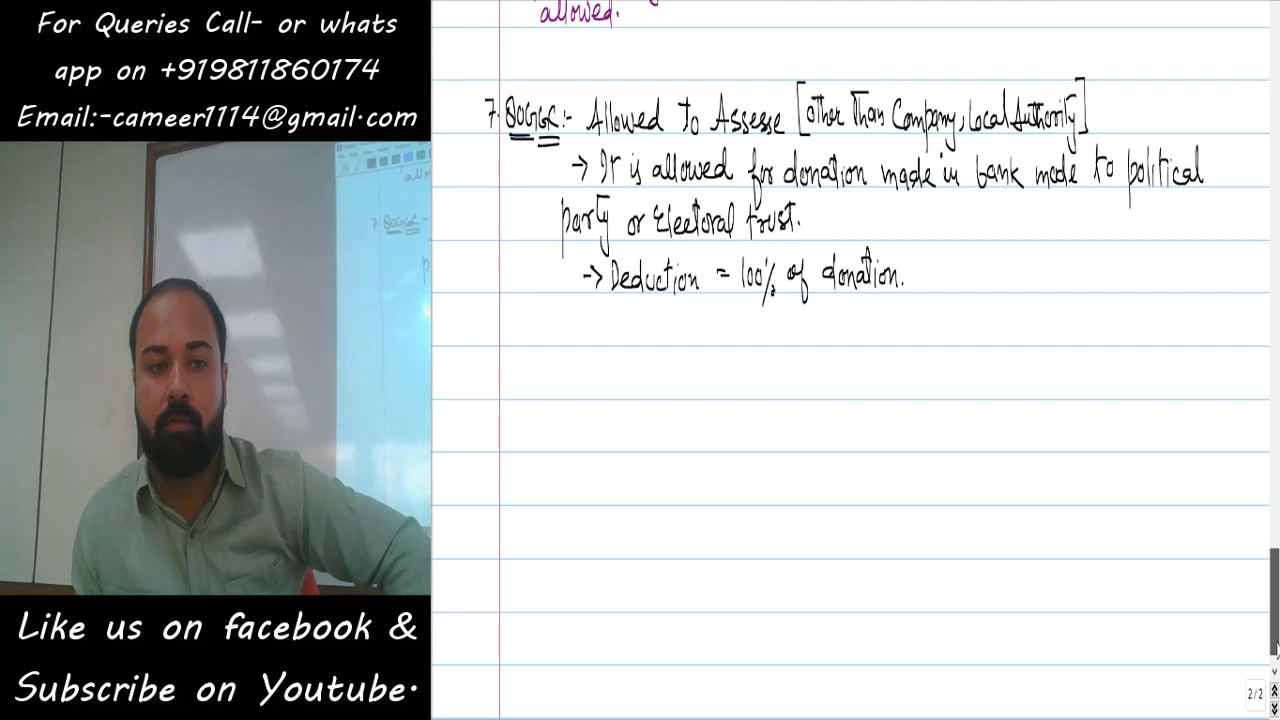 For Queries Call- or whats
app on +919811860174
Email:-cameer1114@gmail.com
Like us on facebook &
Subscribe on Youtube.
allowed.
7. 80GGC :- Allowed to Assesse [other Than Company, Local Authority]
→ It is allowed for donation made in bank mode to political
party or Electoral trust.
→ Deduction = 100% of donation.
2/2